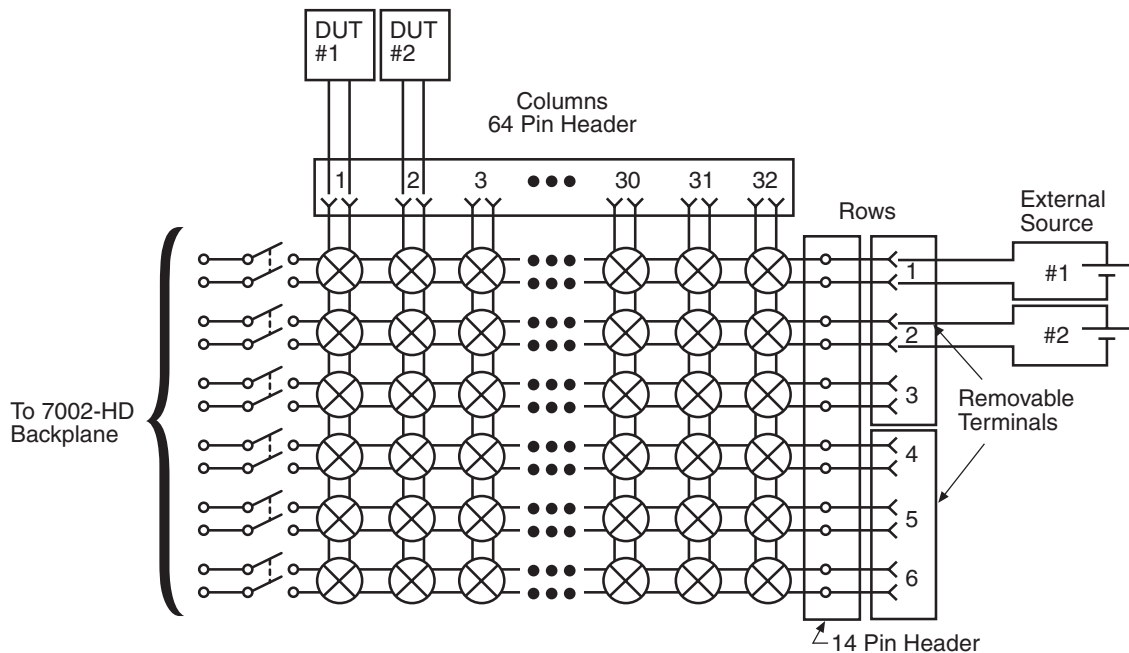 DUT
#1
DUT
#2
Columns
64 Pin Header
1
2
3
30
31
32
Rows
External
Source
1
#1
2
#2
3
Removable
Terminals
To 7002-HD
Backplane
4
5
6
14 Pin Header